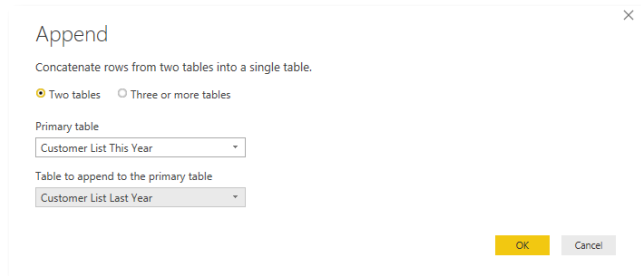 Append
Concatenate rows from two tables into a single table.
Two tables Three or more tables
Primary table
Customer List This Year
Table to append to the primary table
Customer List Last Year
OK Cancel